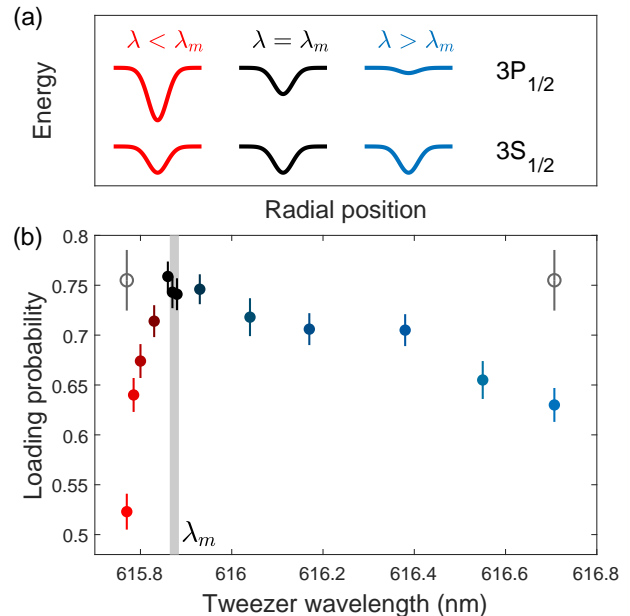 (a)
λ < λₘ λ = λₘ λ > λₘ
3P₁/₂
Energy
3S₁/₂
Radial position
(b)
0.8
0.75
0.7
0.65
0.6
0.55
0.5
Loading probability
λₘ
615.8 616 616.2 616.4 616.6 616.8
Tweezer wavelength (nm)